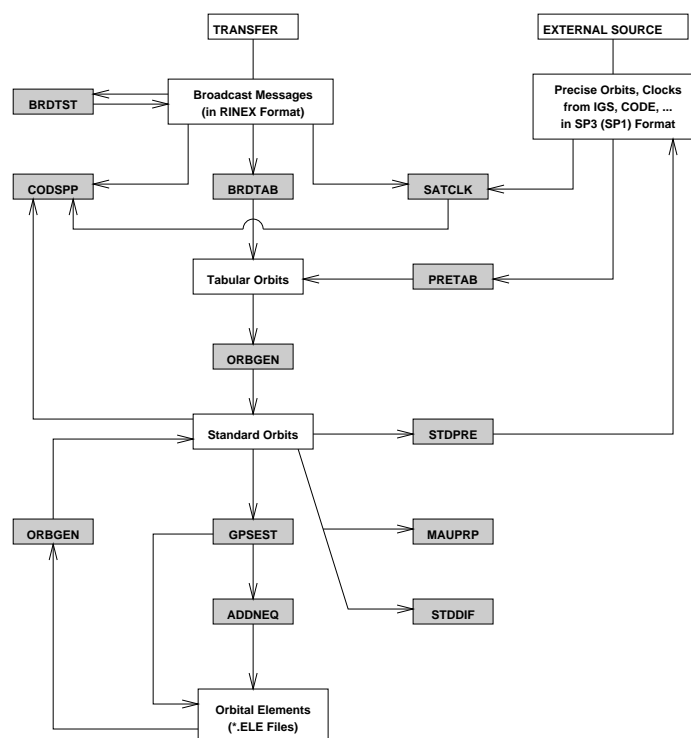 TRANSFER
EXTERNAL SOURCE
Broadcast Messages
(in RINEX Format)
Precise Orbits, Clocks
from IGS, CODE, ...
in SP3 (SP1) Format
BRDTST
CODSPP
BRDTAB
SATCLK
Tabular Orbits
PRETAB
ORBGEN
Standard Orbits
STDPRE
ORBGEN
GPSEST
MAUPRP
ADDNEQ
STDDIF
Orbital Elements
(*.ELE Files)